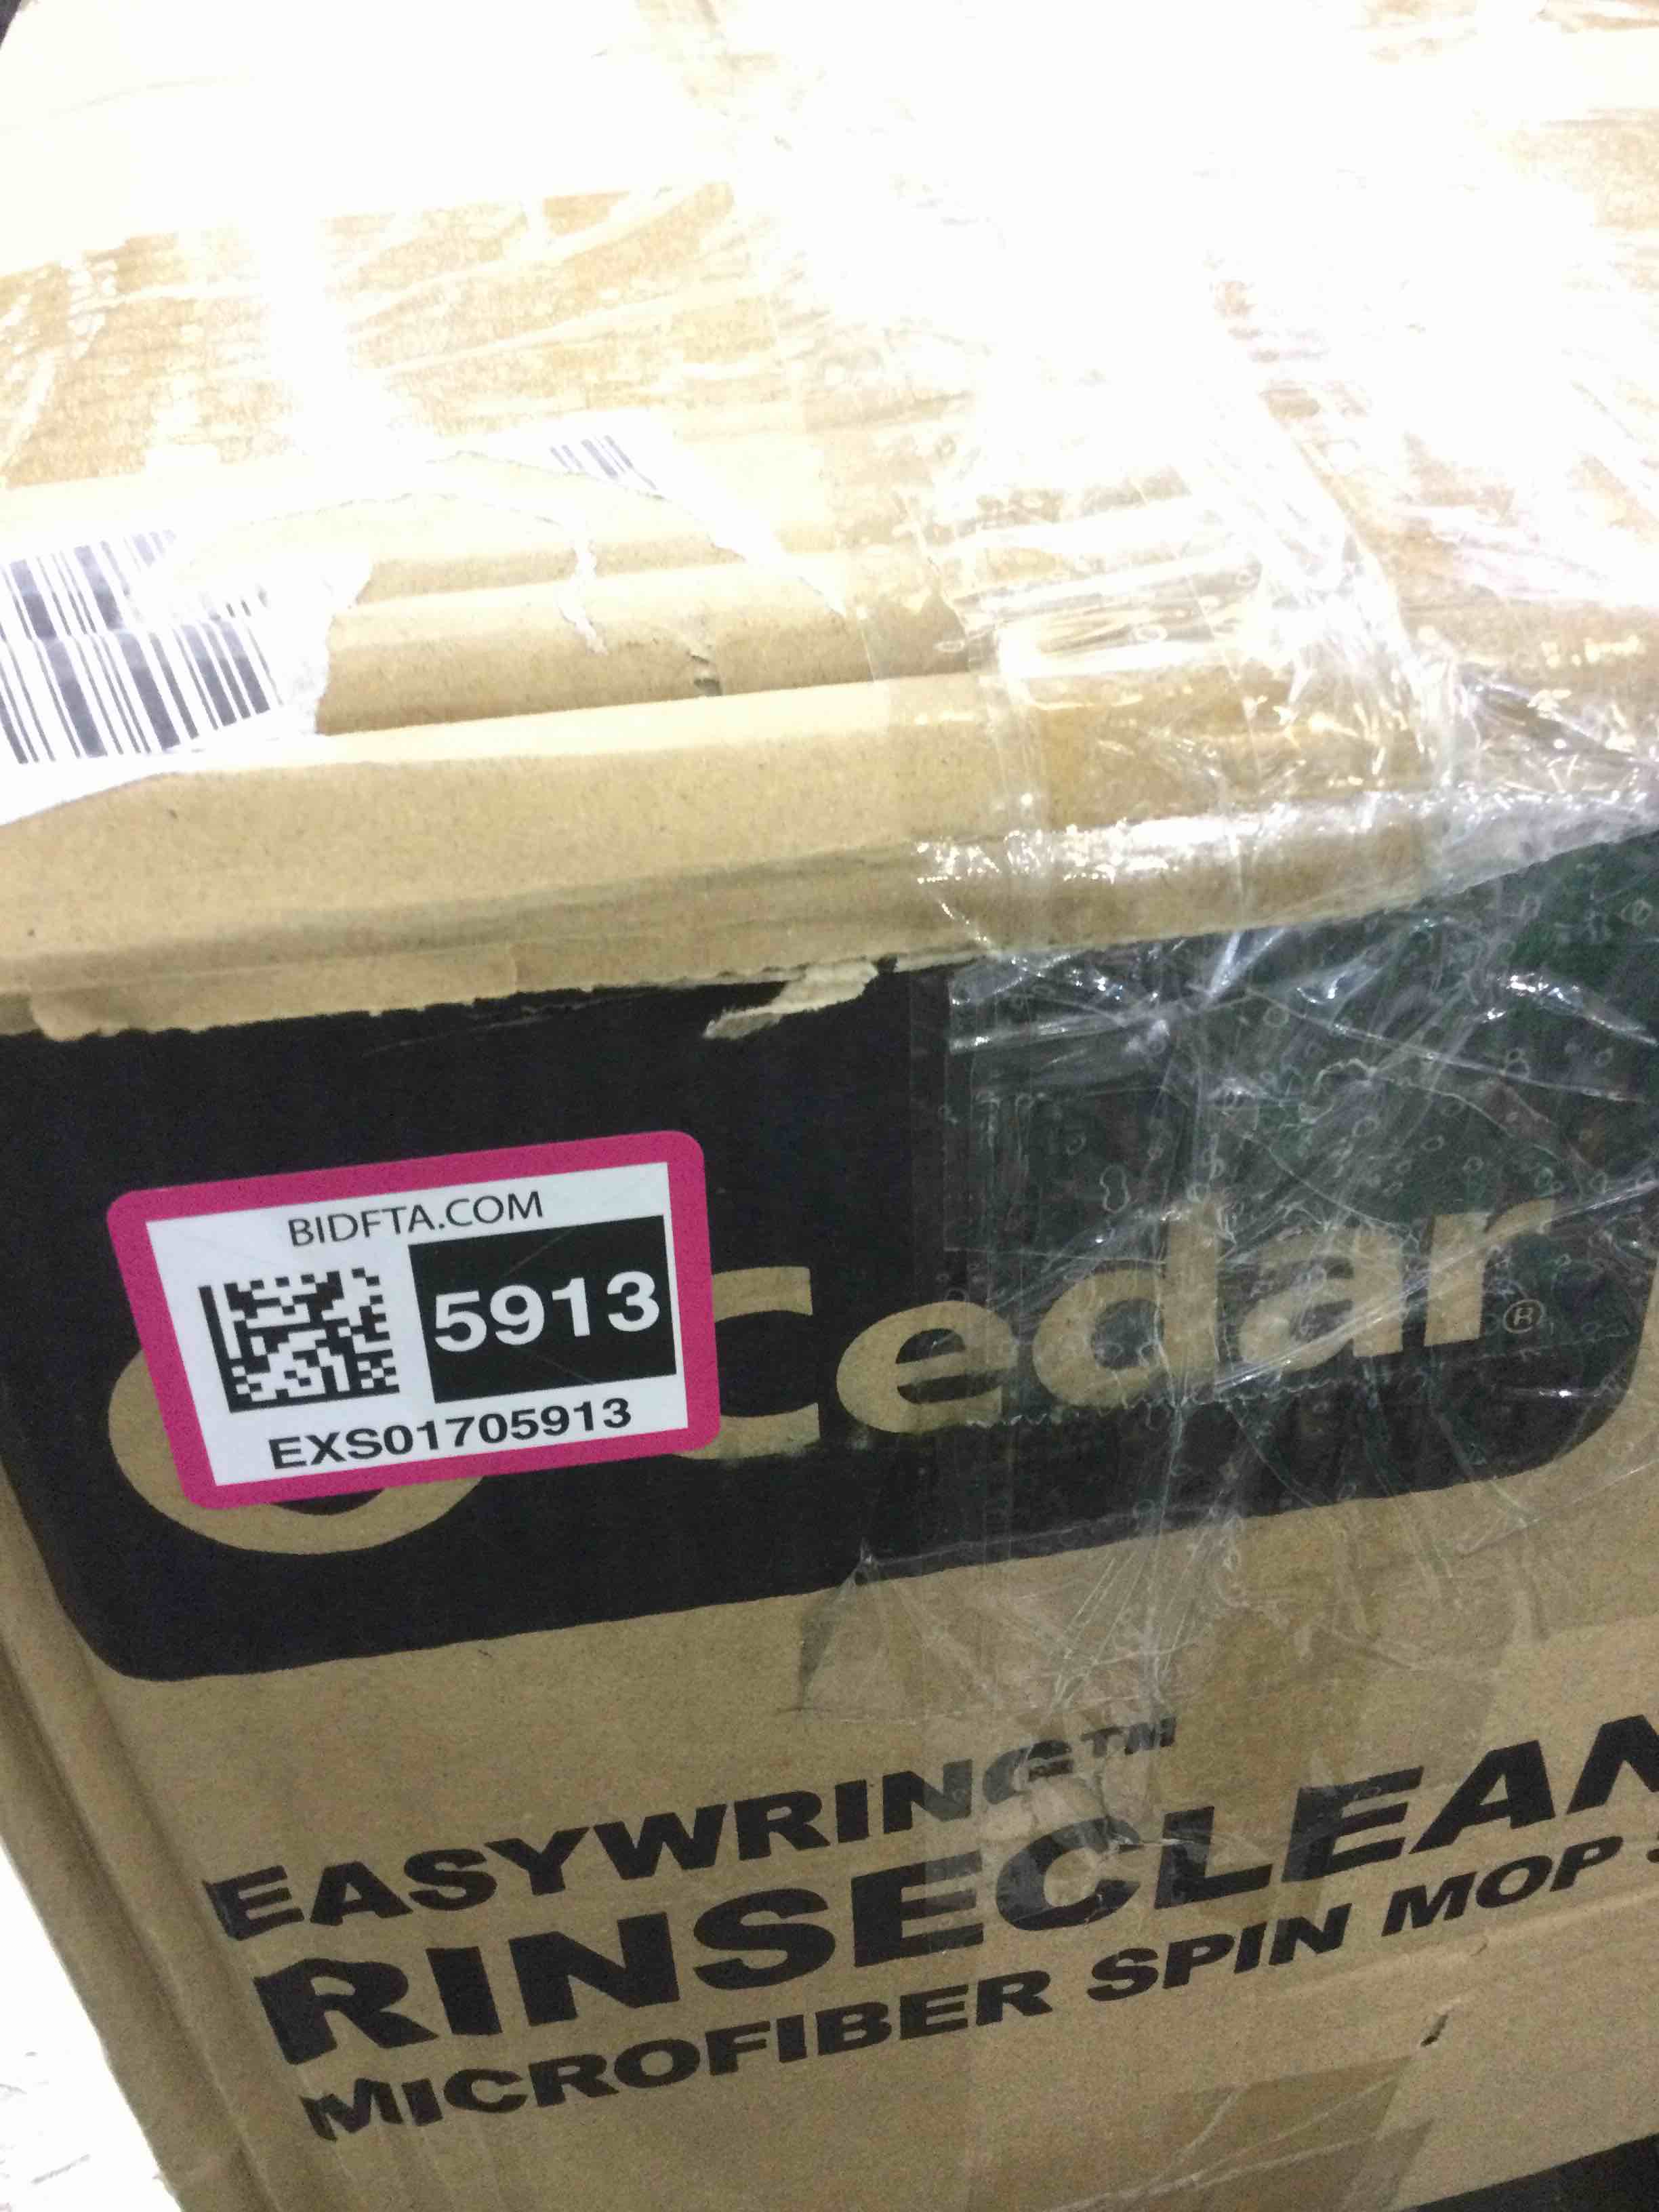 BIDFTA.COM
5913
EXS01705913
Cedar®
EASYWRING™
RINSECLEAN
MICROFIBER SPIN MOP